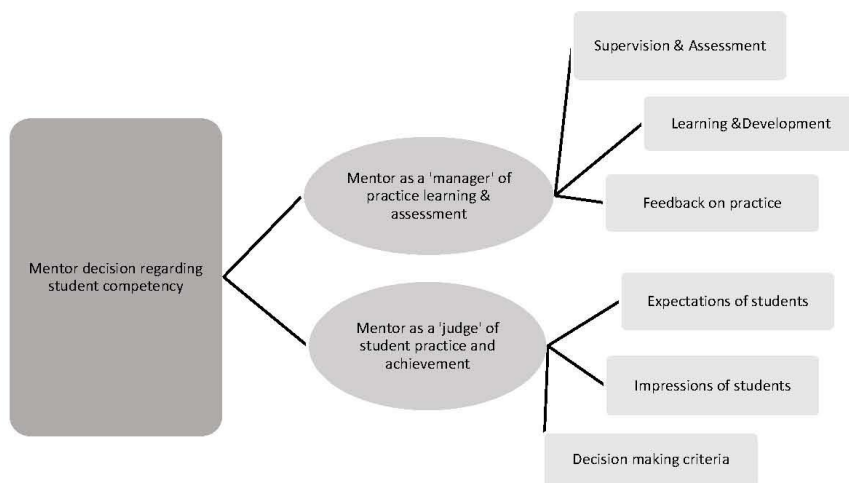 Mentor decision regarding
student competency
Mentor as a 'manager' of
practice learning &
assessment
Supervision & Assessment
Learning &Development
Feedback on practice
Mentor as a 'judge' of
student practice and
achievement
Expectations of students
Impressions of students
Decision making criteria